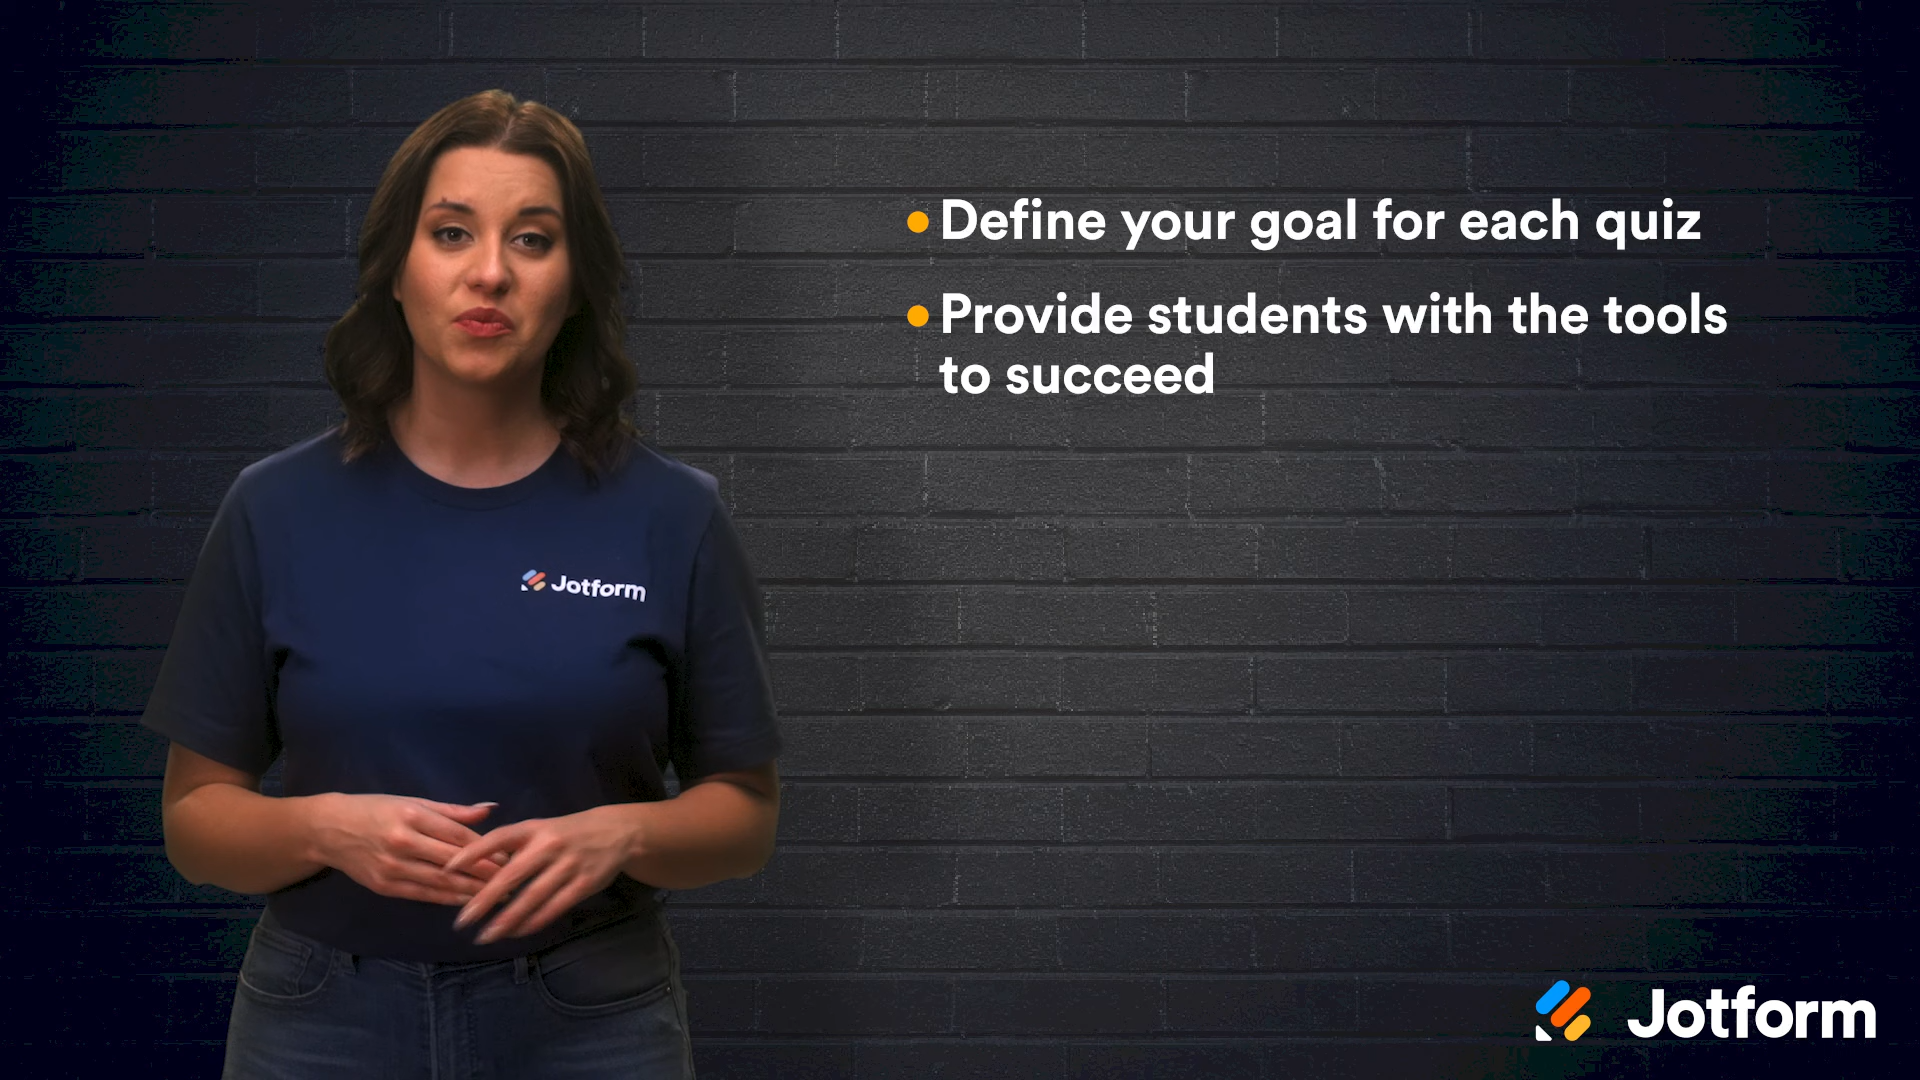 Define your goal for each quiz
Provide students with the tools
to succeed
Jotform
Jotform